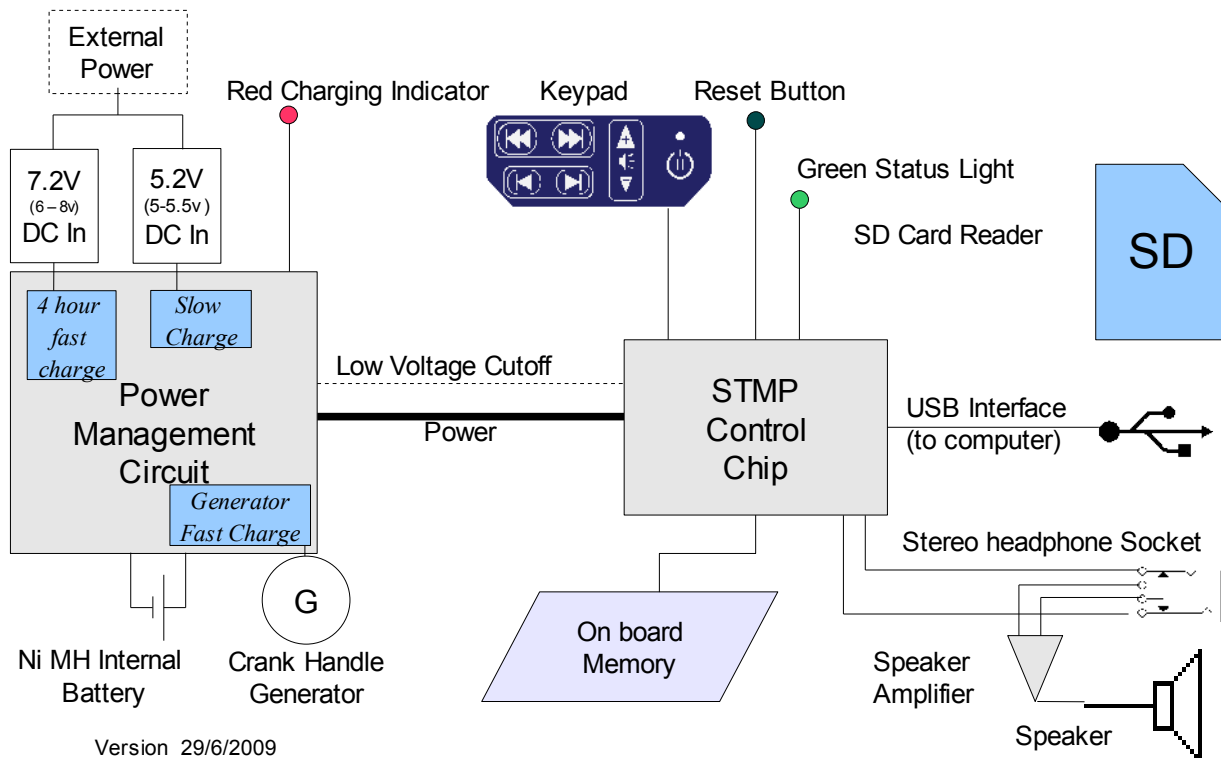 External
Power
Red Charging Indicator
Keypad
Reset Button
7.2V
(6–8v)
DC In
5.2V
(5-5.5v)
DC In
Green Status Light
SD Card Reader
SD
4 hour
fast
charge
Slow
Charge
Power
Management
Circuit
Generator
Fast Charge
Low Voltage Cutoff
Power
STMP
Control
Chip
USB Interface
(to computer)
Stereo headphone Socket
G
On board
Memory
Ni MH Internal
Battery
Crank Handle
Generator
Speaker
Amplifier
Speaker
Version 29/6/2009